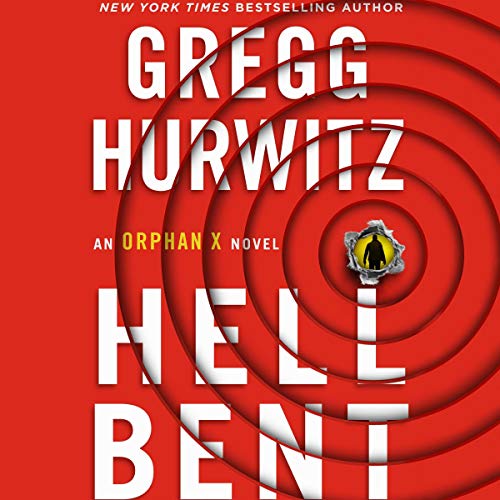 NEW YORK TIMES BESTSELLING AUTHOR
GREGG
HURWITZ
AN ORPHAN X NOVEL
HELL
BENT